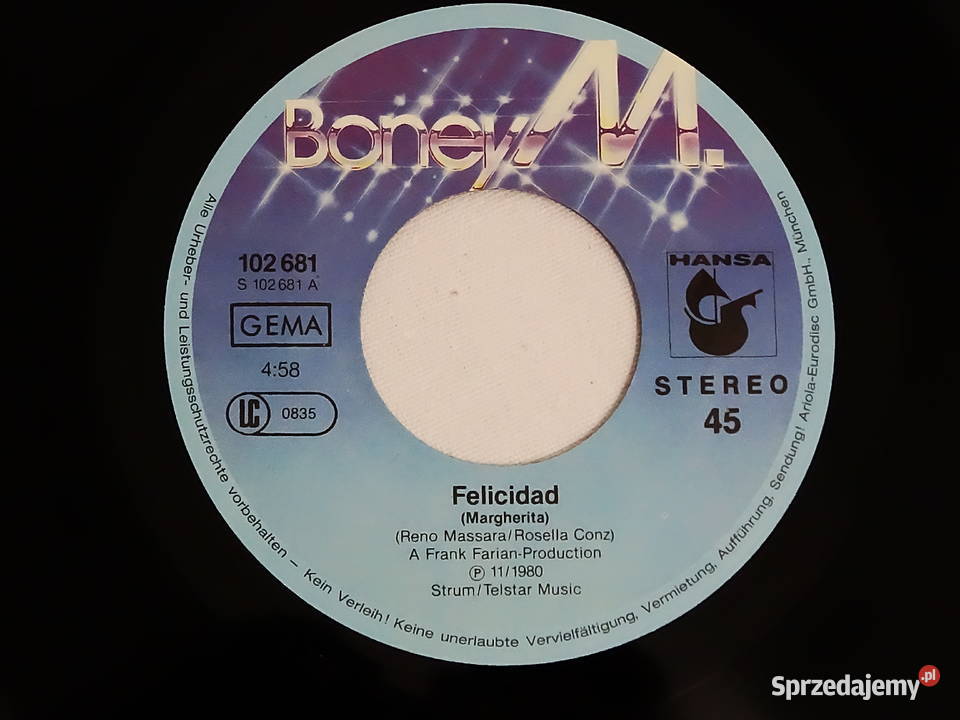 Boney M.
102 681
S 102 681 A
GEMA
4:58
LC 0835
HANSA
STEREO
45
Felicidad
(Margherita)
(Reno Massara/Rosella Conz)
A Frank Farian-Production
Ⓟ 11/1980
Strum/Telstar Music
Alle Urheber- und Leistungsschutzrechte vorbehalten – Kein Verleih! Keine unerlaubte Vervielfältigung, Vermietung, Aufführung, Sendung! Ariola-Eurodisc GmbH., München
Sprzedajemy.pl